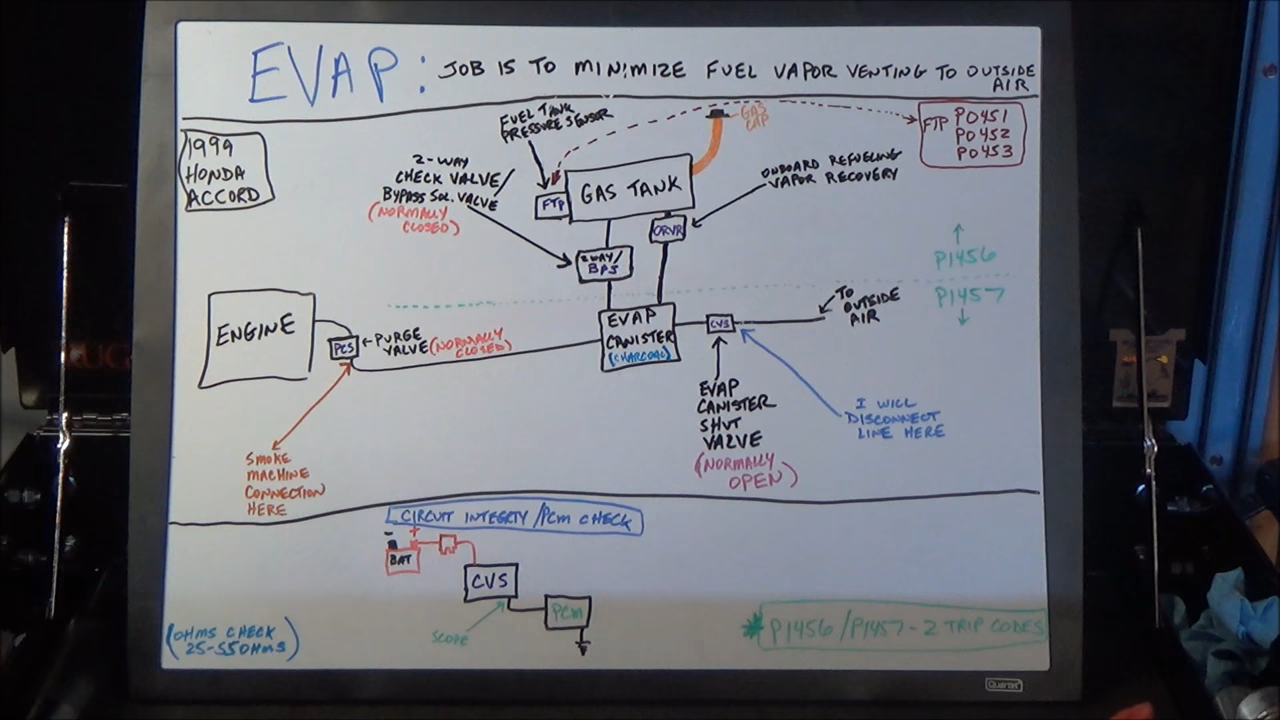 EVAP: JOB IS TO MINIMIZE FUEL VAPOR VENTING TO OUTSIDE
AIR
1999
HONDA
ACCORD
FUEL TANK
PRESSURE SENSOR
GAS
CAP
FTP P0451
P0452
P0453
2-WAY
CHECK VALVE/
BYPASS SOL. VALVE
(NORMALLY
CLOSED)
FTP
GAS TANK
ONBOARD REFUELING
VAPOR RECOVERY
ORVR
2WAY/
BPS
P1456
P1457
ENGINE
PCS
PURGE
VALVE (NORMALLY
CLOSED)
EVAP
CANISTER
(CHARCOAL)
CVS
TO
OUTSIDE
AIR
EVAP
CANISTER
SHUT
VALVE
(NORMALLY
OPEN)
I WILL
DISCONNECT
LINE HERE
SMOKE
MACHINE
CONNECTION
HERE
CIRCUIT INTEGRTY/PCM CHECK
- +
BAT
CVS
PCM
SCOPE
(OHMS CHECK
25-55 OHMS)
* P1456/P1457-2 TRIP CODES
Quartet